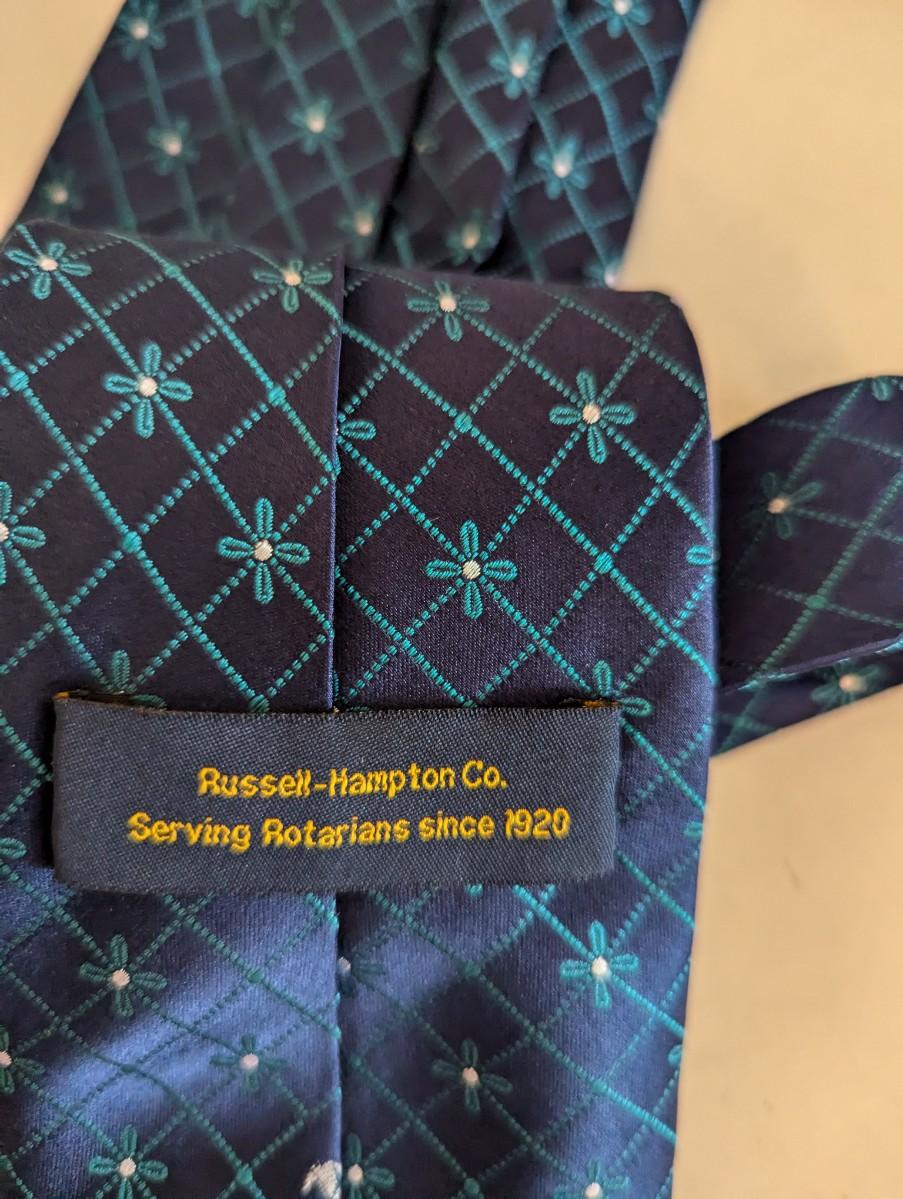 Russell-Hampton Co.
Serving Rotarians since 1920